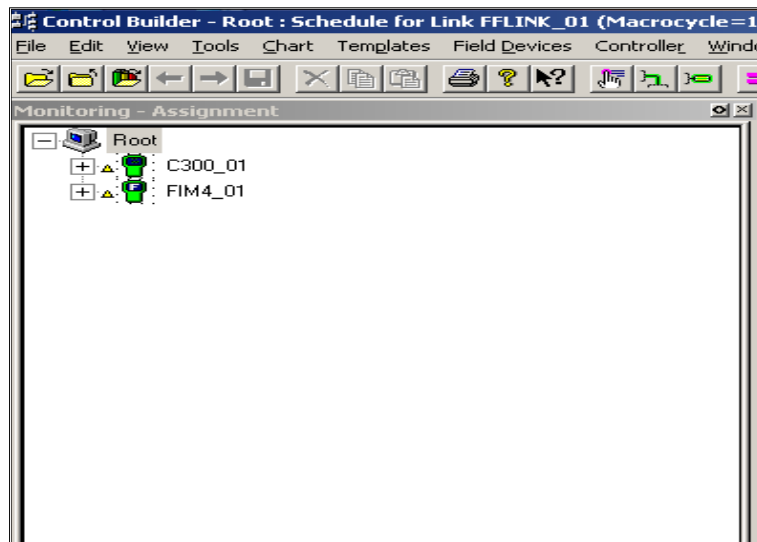 Control Builder - Root : Schedule for Link FFLINK_01 (Macrocycle=1
File Edit View Tools Chart Templates Field Devices Controller
Monitoring - Assignment
Root
C300_01
FIM4_01